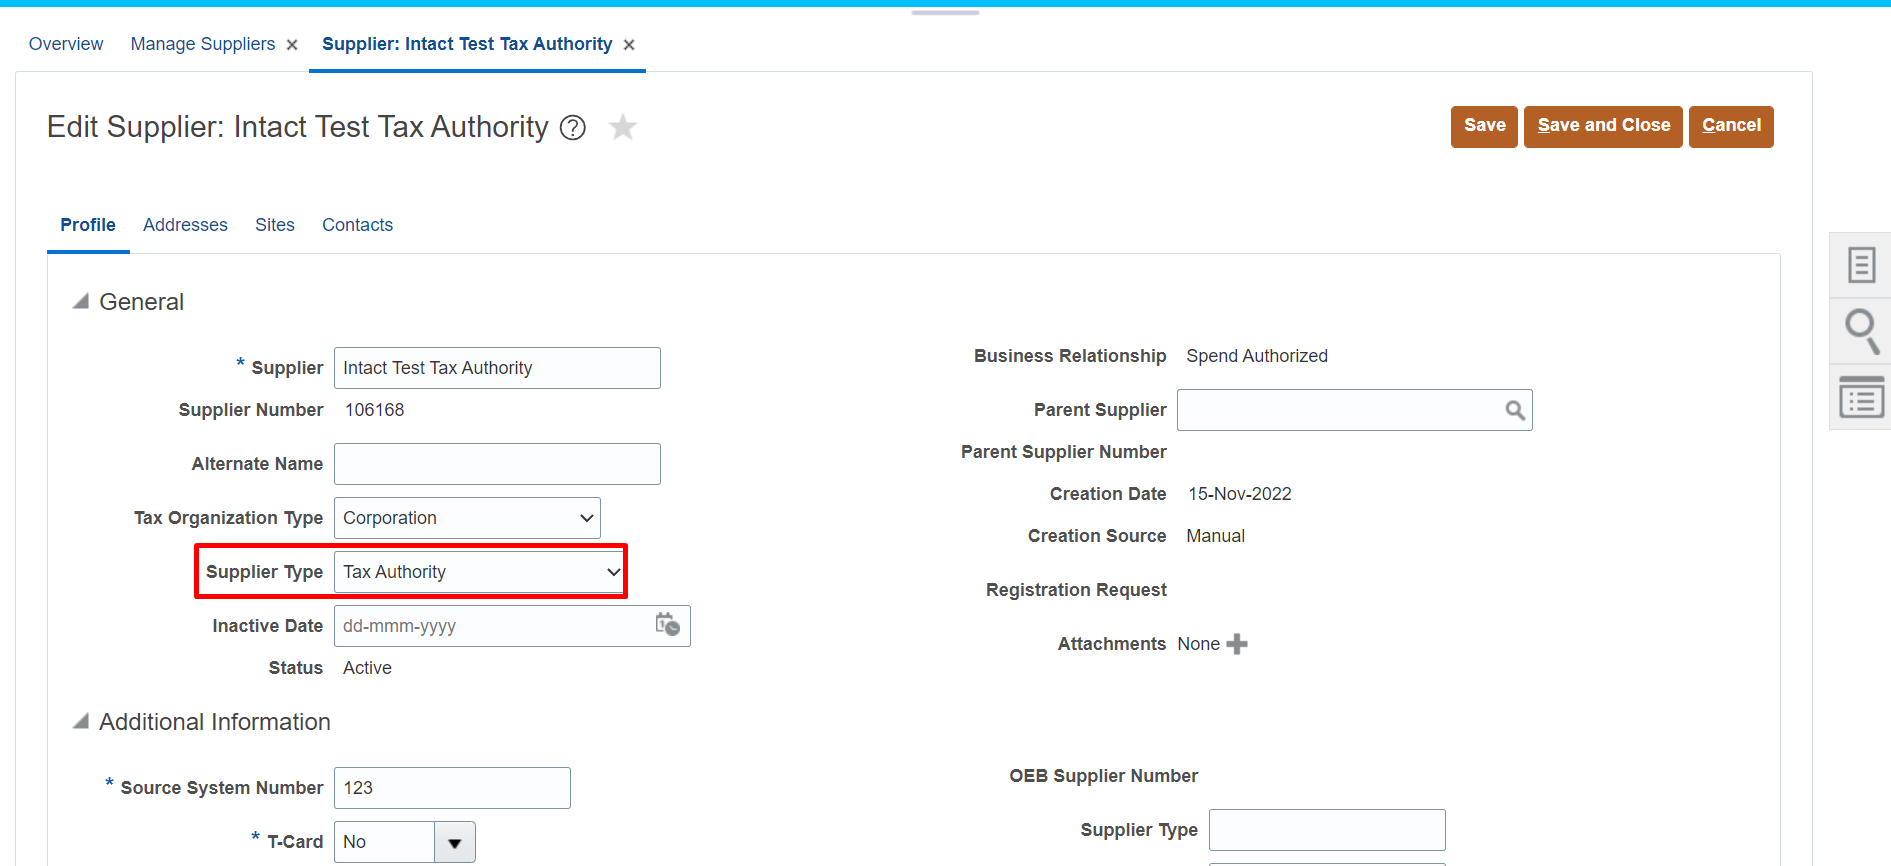 Overview Manage Suppliers × Supplier: Intact Test Tax Authority ×
Edit Supplier: Intact Test Tax Authority ?
Save Save and Close Cancel
Profile Addresses Sites Contacts
General
* Supplier Intact Test Tax Authority
Supplier Number 106168
Alternate Name
Tax Organization Type Corporation
Supplier Type Tax Authority
Inactive Date dd-mmm-yyyy
Status Active
Business Relationship Spend Authorized
Parent Supplier
Parent Supplier Number
Creation Date 15-Nov-2022
Creation Source Manual
Registration Request
Attachments None
Additional Information
* Source System Number 123
* T-Card No
OEB Supplier Number
Supplier Type